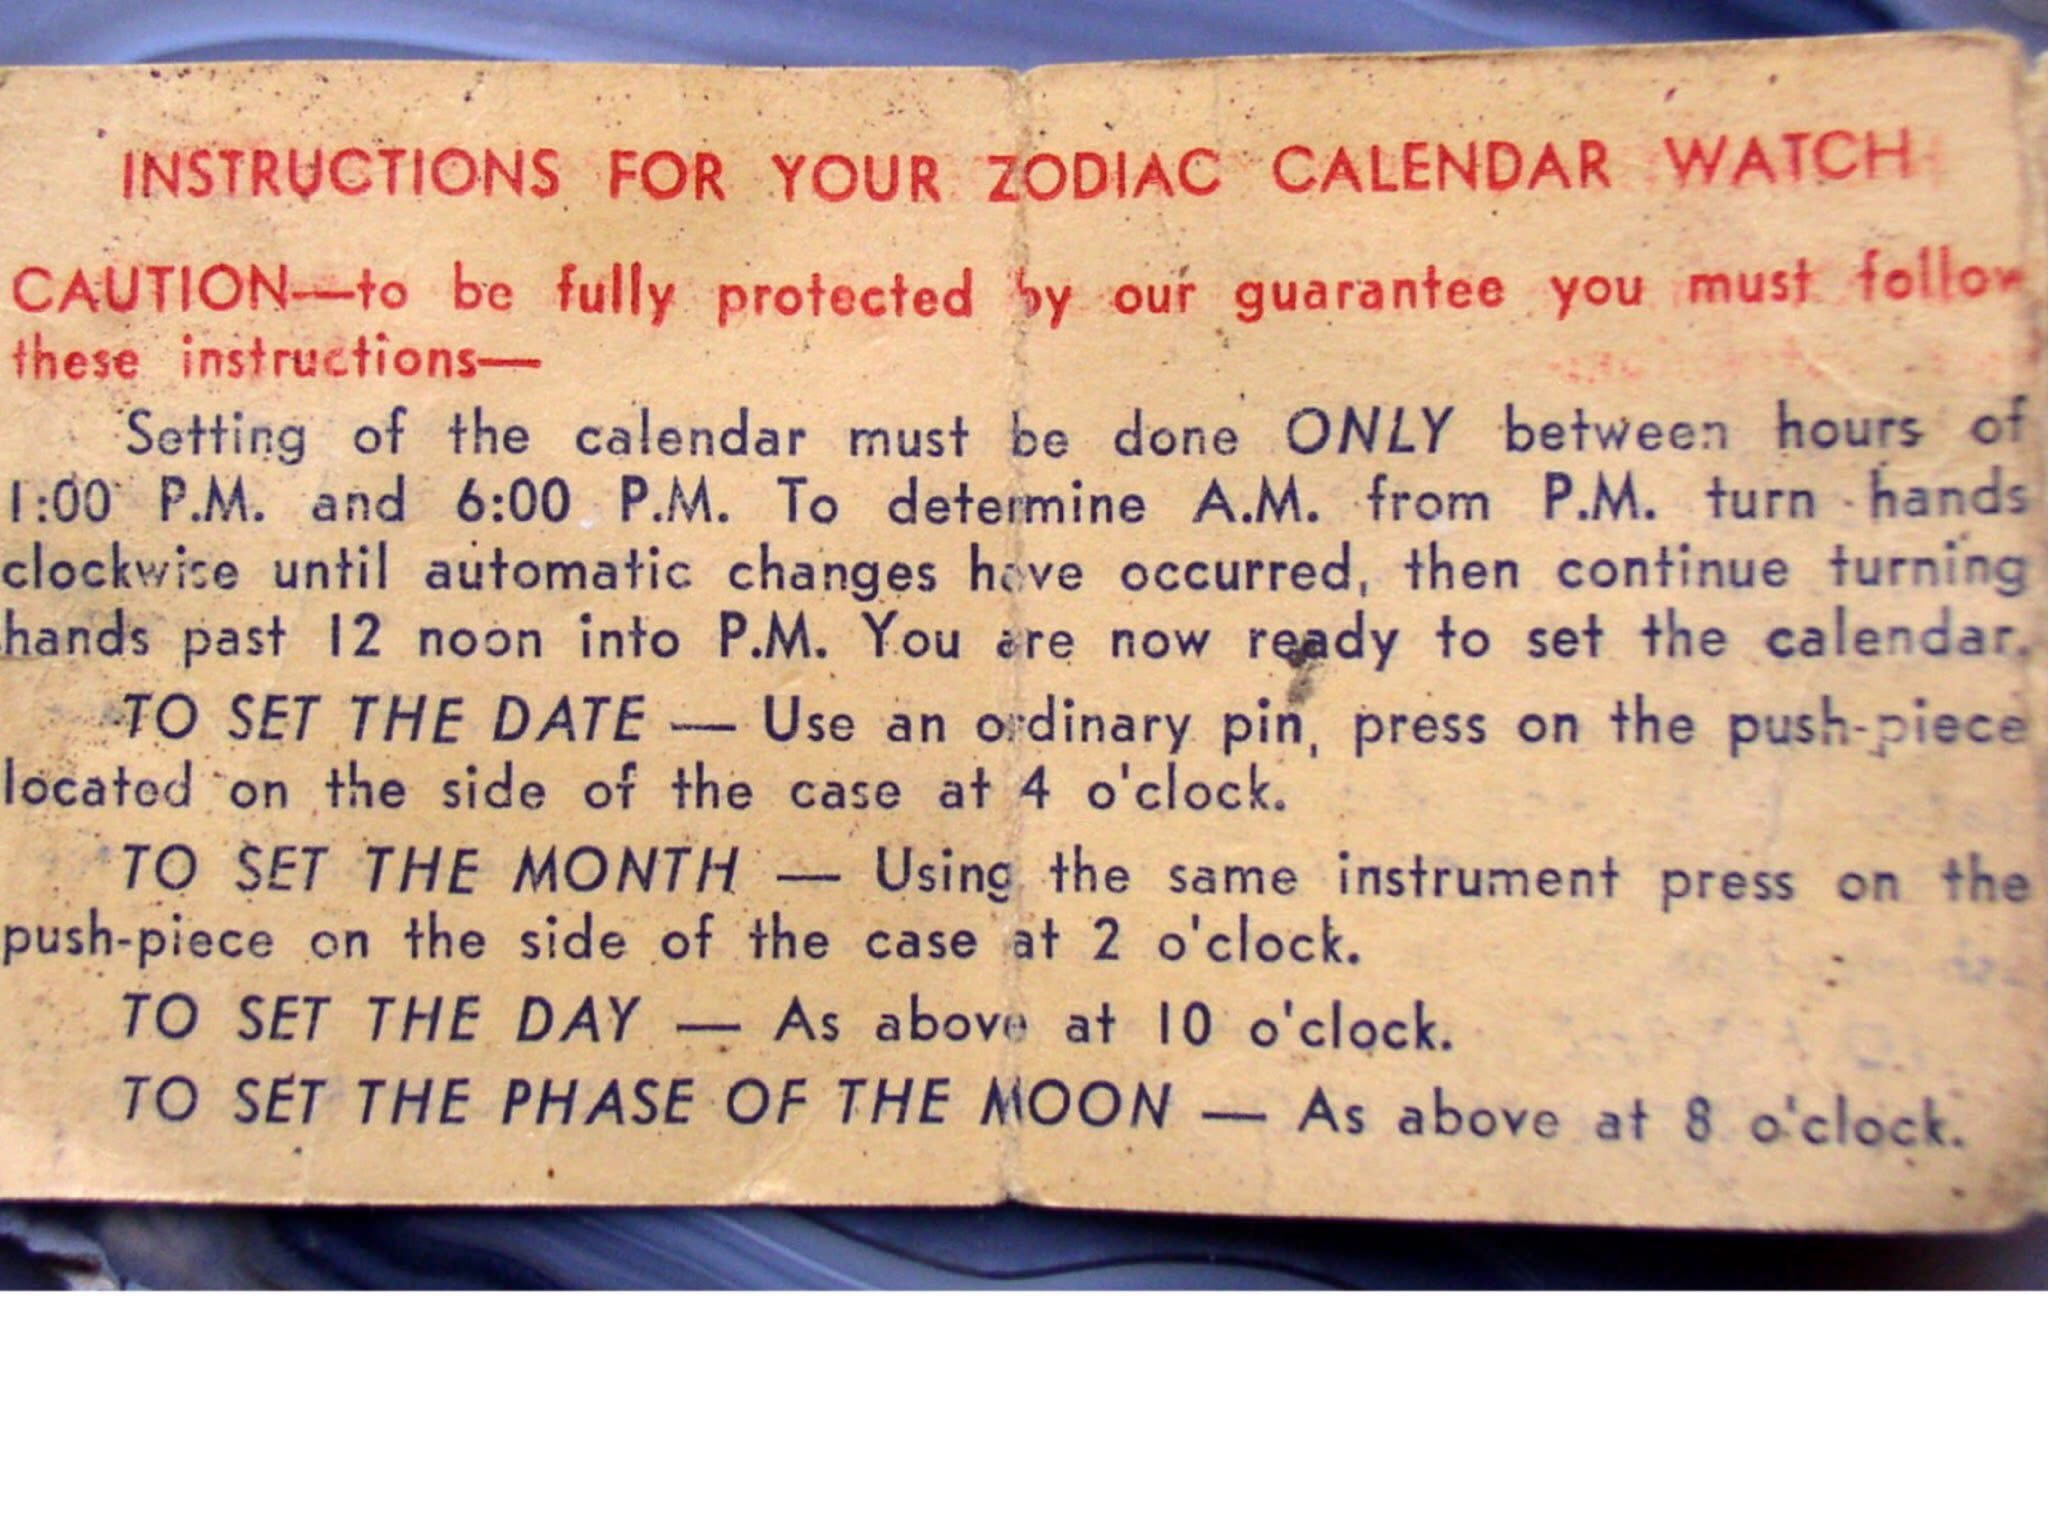 INSTRUCTIONS FOR YOUR ZODIAC CALENDAR WATCH
CAUTION—to be fully protected by our guarantee you must follow
these instructions—
Setting of the calendar must be done ONLY between hours of
1:00 P.M. and 6:00 P.M. To determine A.M. from P.M. turn hands
clockwise until automatic changes have occurred, then continue turning
hands past 12 noon into P.M. You are now ready to set the calendar.
TO SET THE DATE — Use an ordinary pin, press on the push-piece
located on the side of the case at 4 o'clock.
TO SET THE MONTH — Using the same instrument press on the
push-piece on the side of the case at 2 o'clock.
TO SET THE DAY — As above at 10 o'clock.
TO SET THE PHASE OF THE MOON — As above at 8 o'clock.